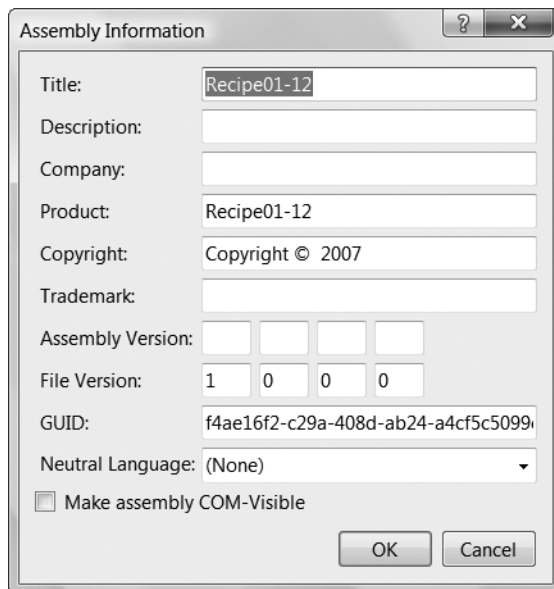 Assembly Information
Title: Recipe01-12
Description:
Company:
Product: Recipe01-12
Copyright: Copyright © 2007
Trademark:
Assembly Version:
File Version: 1 0 0 0
GUID: f4ae16f2-c29a-408d-ab24-a4cf5c5099
Neutral Language: (None)
Make assembly COM-Visible
OK Cancel